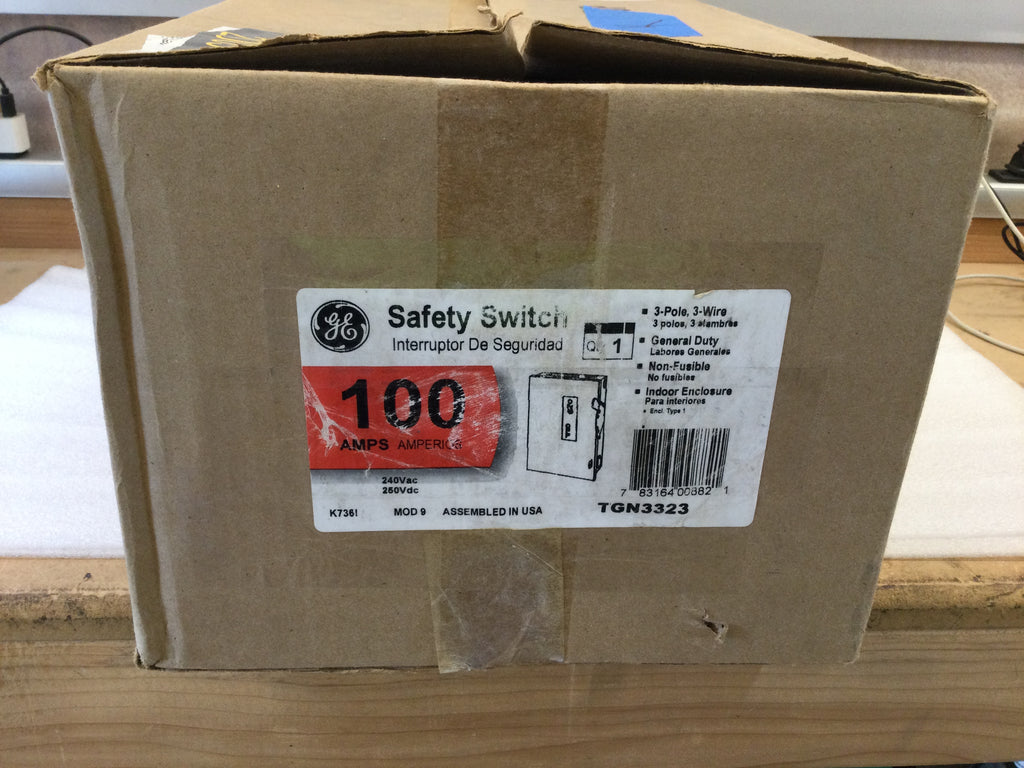 GE
Safety Switch
Interruptor De Seguridad
Qty 1
100
AMPS AMPERIOS
240Vac
250Vdc
MOD 9 ASSEMBLED IN USA
3-Pole, 3-Wire
3 polos, 3 alambres
General Duty
Labores Generales
Non-Fusible
No fusibles
Indoor Enclosure
Para interiores
Encl. Type 1
7 83164 00882 1
TGN3323